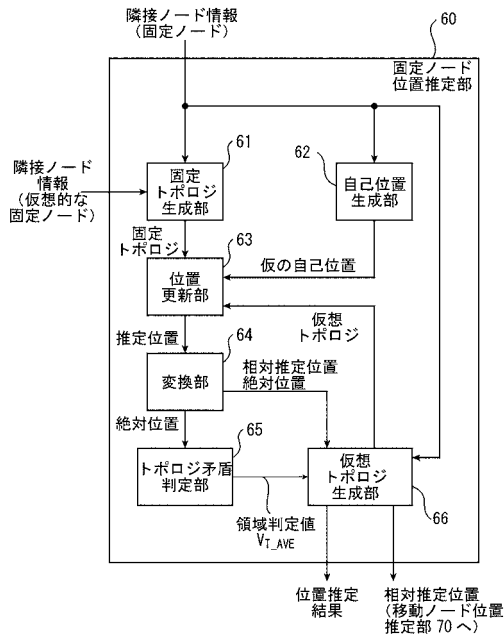 隣接ノード情報
(固定ノード)
60
固定ノード
位置推定部
61
62
隣接ノード
情報
(仮想的な
固定ノード)
固定
トポロジ
生成部
自己位置
生成部
固定
トポロジ
63
仮の自己位置
位置
更新部
仮想
トポロジ
推定位置
64
変換部
相対推定位置
絶対位置
絶対位置
65
トポロジ矛盾
判定部
仮想
トポロジ
生成部
66
領域判定値
VT_AVE
位置推定
結果
相対推定位置
(移動ノード位置
推定部70へ)